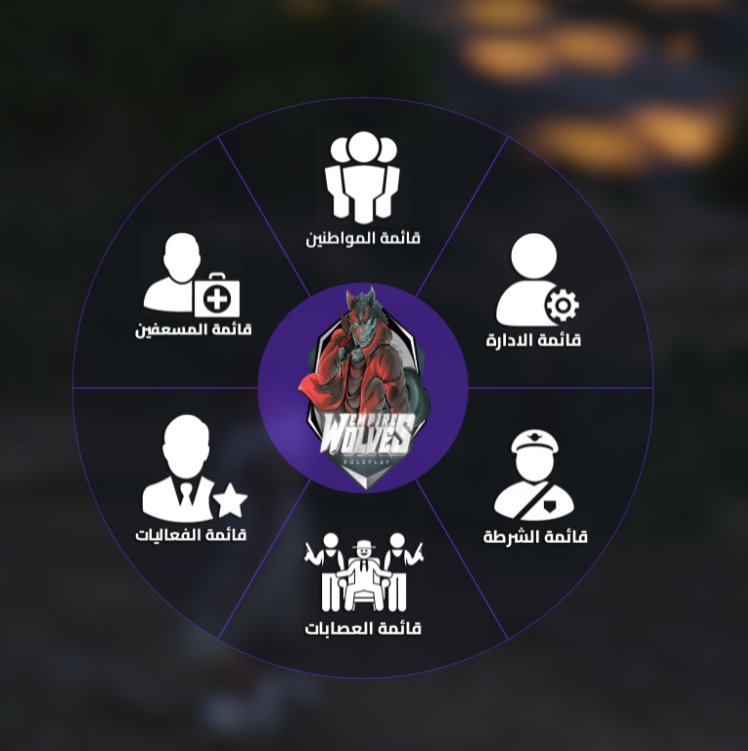 قائمة المواطنين
قائمة الادارة
قائمة المسعفين
EMPIRE
WOLVES
ROLEPLAY
قائمة الشرطة
قائمة الفعاليات
قائمة العصابات